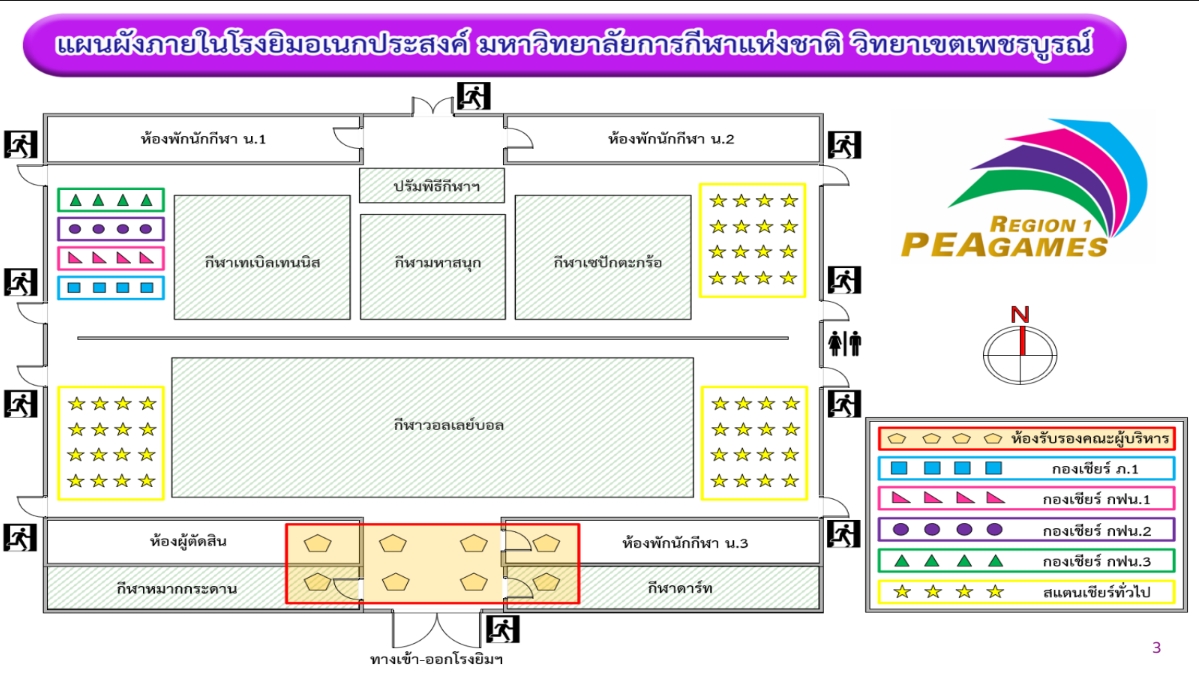 แผนผังภายในโรงยิมอเนกประสงค์ มหาวิทยาลัยการกีฬาแห่งชาติ วิทยาเขตเพชรบูรณ์
ห้องพักนักกีฬา น.1
ห้องพักนักกีฬา น.2
ปรัมพิธีกีฬาฯ
กีฬาเทเบิลเทนนิส
กีฬามหาสนุก
กีฬาเซปักตะกร้อ
REGION 1
PEAGAMES
N
กีฬาวอลเลย์บอล
ห้องรับรองคณะผู้บริหาร
กองเชียร์ ภ.1
กองเชียร์ กฟน.1
กองเชียร์ กฟน.2
กองเชียร์ กฟน.3
สแตนเชียร์ทั่วไป
ห้องผู้ตัดสิน
ห้องพักนักกีฬา น.3
กีฬาหมากกระดาน
กีฬาดาร์ท
ทางเข้า-ออกโรงยิมฯ
3